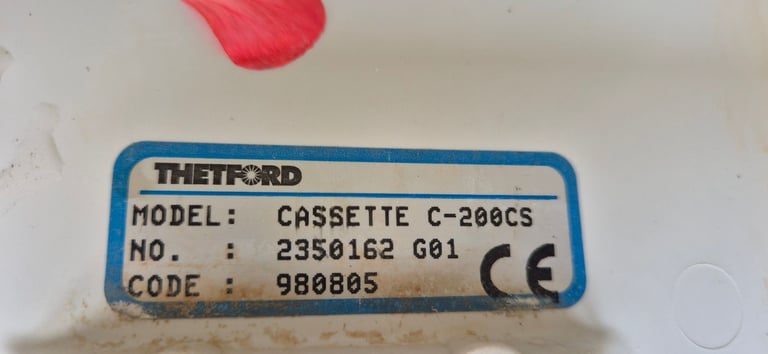 THETFORD
MODEL: CASSETTE C-200CS
NO. : 2350162 G01
CODE : 980805
CE